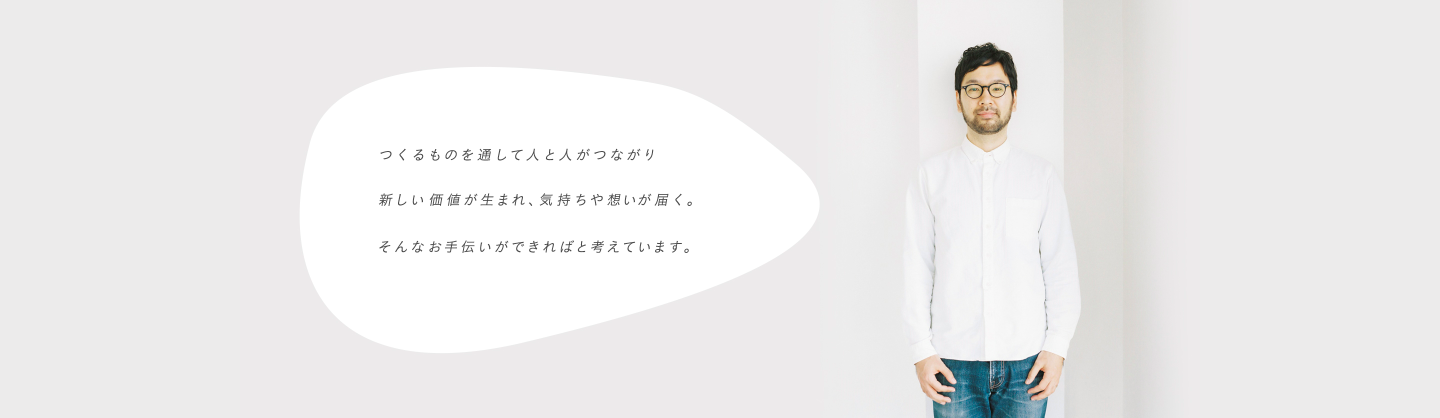 つくるものを通して人と人がつながり
新しい価値が生まれ、気持ちや想いが届く。
そんなお手伝いができればと考えています。